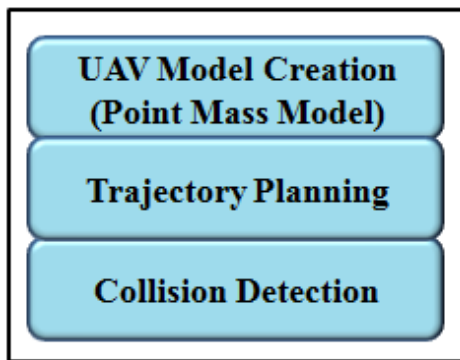 UAV Model Creation
(Point Mass Model)
Trajectory Planning
Collision Detection